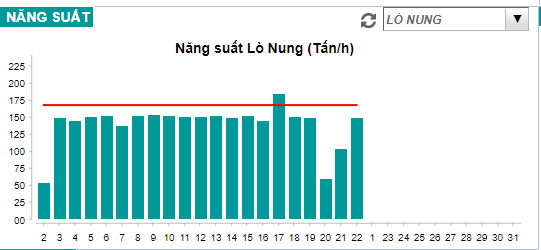 NĂNG SUẤT
LÒ NUNG
Năng suất Lò Nung (Tấn/h)
225
200
175
150
125
100
75
50
25
00
2 3 4 5 6 7 8 9 10 11 12 13 14 15 16 17 18 19 20 21 22 1 23 24 25 26 27 28 29 30 31